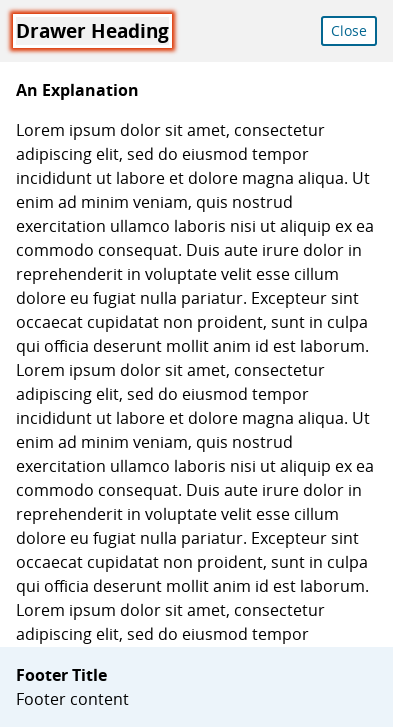 Drawer Heading
Close
An Explanation
Lorem ipsum dolor sit amet, consectetur
adipiscing elit, sed do eiusmod tempor
incididunt ut labore et dolore magna aliqua. Ut
enim ad minim veniam, quis nostrud
exercitation ullamco laboris nisi ut aliquip ex ea
commodo consequat. Duis aute irure dolor in
reprehenderit in voluptate velit esse cillum
dolore eu fugiat nulla pariatur. Excepteur sint
occaecat cupidatat non proident, sunt in culpa
qui officia deserunt mollit anim id est laborum.
Lorem ipsum dolor sit amet, consectetur
adipiscing elit, sed do eiusmod tempor
incididunt ut labore et dolore magna aliqua. Ut
enim ad minim veniam, quis nostrud
exercitation ullamco laboris nisi ut aliquip ex ea
commodo consequat. Duis aute irure dolor in
reprehenderit in voluptate velit esse cillum
dolore eu fugiat nulla pariatur. Excepteur sint
occaecat cupidatat non proident, sunt in culpa
qui officia deserunt mollit anim id est laborum.
Lorem ipsum dolor sit amet, consectetur
adipiscing elit, sed do eiusmod tempor
Footer Title
Footer content